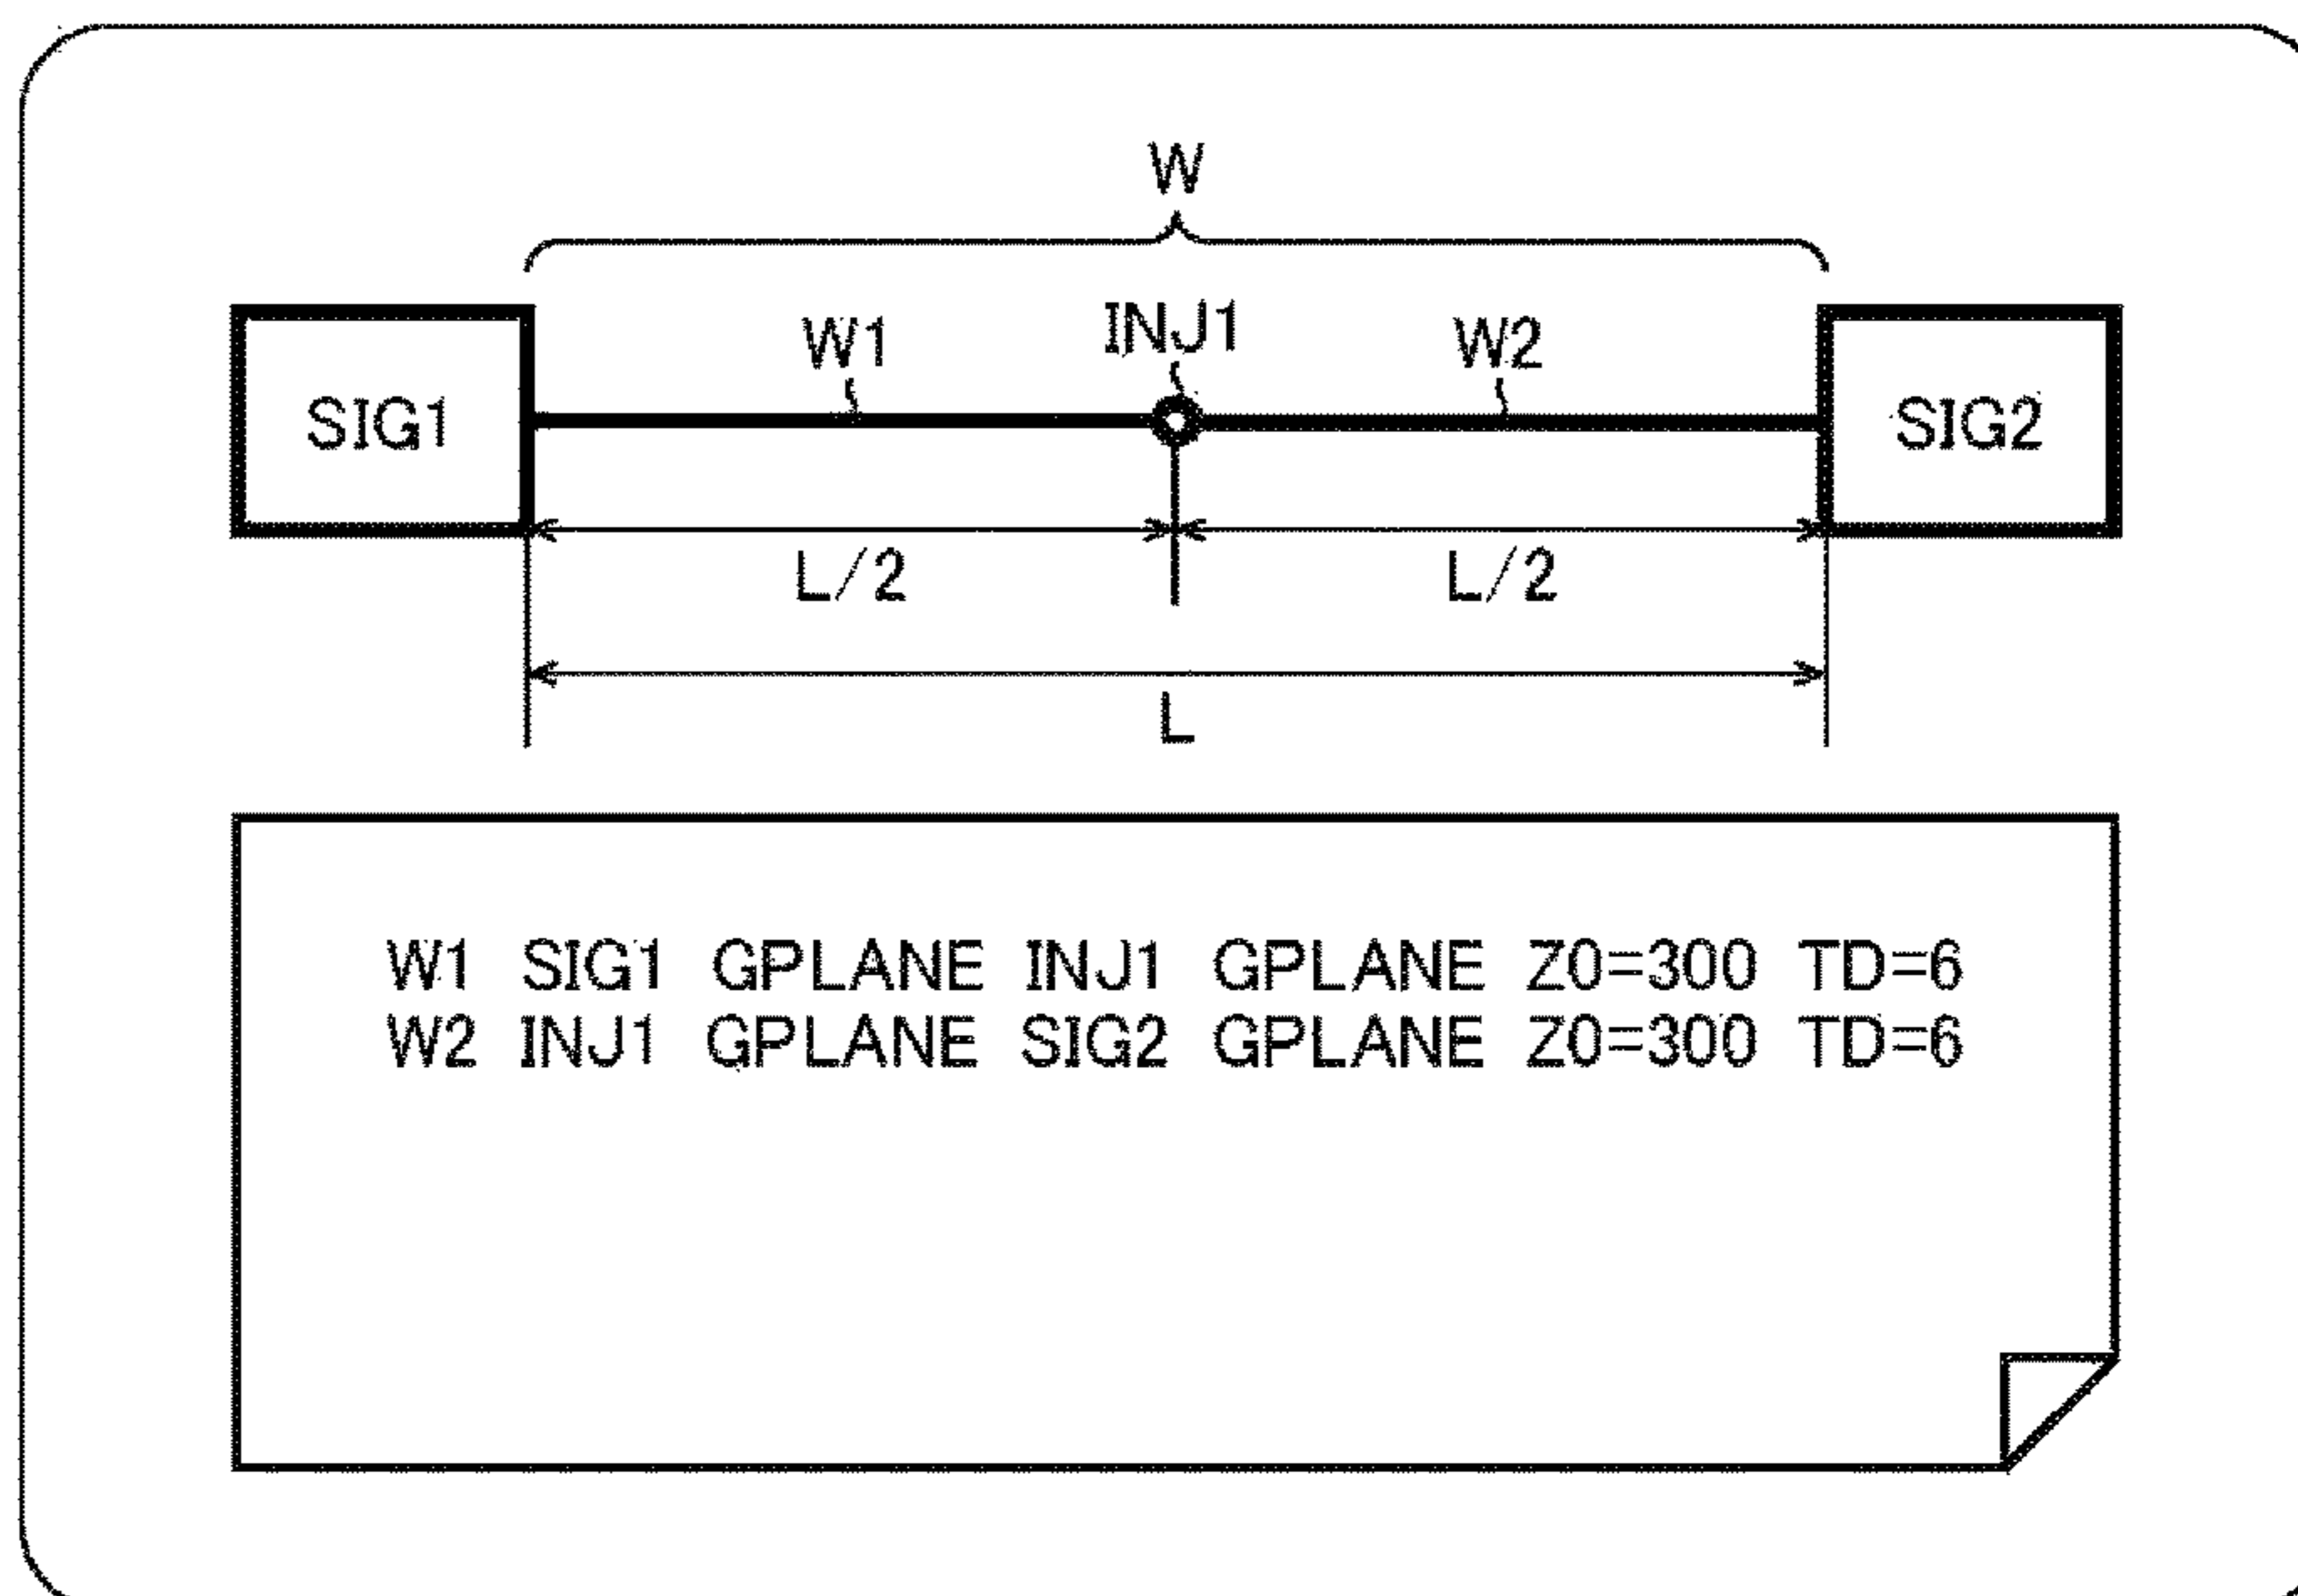 W
W1 INJ1 W2
SIG1 SIG2
L/2 L/2
L
W1 SIG1 GPLANE INJ1 GPLANE Z0=300 TD=6
W2 INJ1 GPLANE SIG2 GPLANE Z0=300 TD=6